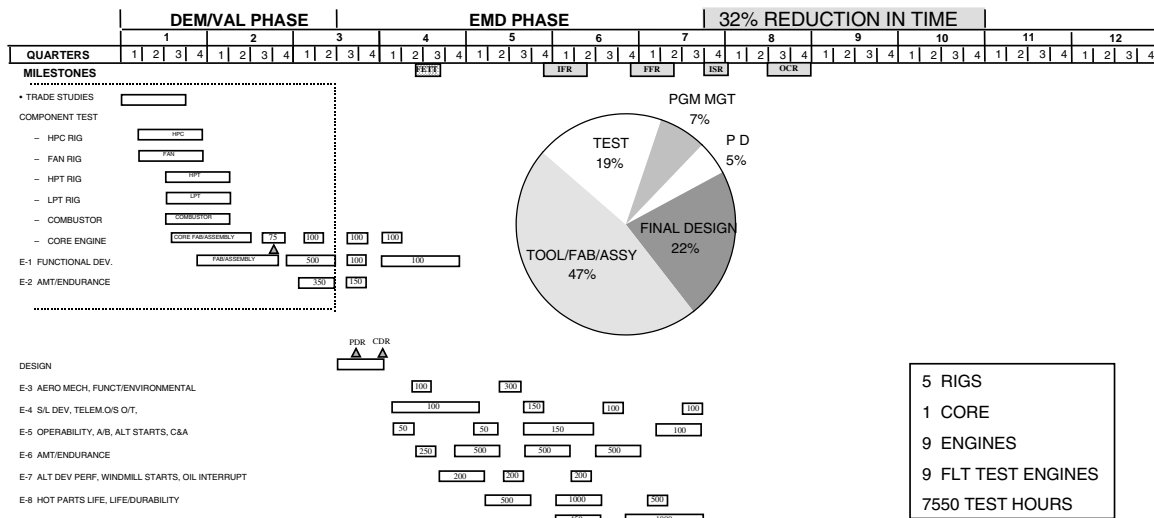 DEM/VAL PHASE EMD PHASE 32% REDUCTION IN TIME
1 2 3 4 5 6 7 8 9 10 11 12
QUARTERS 1 2 3 4 1 2 3 4 1 2 3 4 1 2 3 4 1 2 3 4 1 2 3 4 1 2 3 4 1 2 3 4 1 2 3 4 1 2 3 4 1 2 3 4 1 2 3 4
MILESTONES FETT IFR FFR ISR OCR
• TRADE STUDIES
COMPONENT TEST
– HPC RIG HPC
– FAN RIG FAN
– HPT RIG HPT
– LPT RIG LPT
– COMBUSTOR COMBUSTOR
– CORE ENGINE CORE FAB/ASSEMBLY 75 100 100 100
E-1 FUNCTIONAL DEV. FAB/ASSEMBLY 500 100 100
E-2 AMT/ENDURANCE 350 150
PGM MGT
7%
TEST
19%
P D
5%
FINAL DESIGN
22%
TOOL/FAB/ASSY
47%
PDR CDR
DESIGN
E-3 AERO MECH, FUNCT/ENVIRONMENTAL 100 300
E-4 S/L DEV, TELEM.O/S O/T, 100 150 100 100
E-5 OPERABILITY, A/B, ALT STARTS, C&A 50 50 150 100
E-6 AMT/ENDURANCE 250 500 500 500
E-7 ALT DEV PERF, WINDMILL STARTS, OIL INTERRUPT 200 200 200
E-8 HOT PARTS LIFE, LIFE/DURABILITY 500 1000 500
5 RIGS
1 CORE
9 ENGINES
9 FLT TEST ENGINES
7550 TEST HOURS